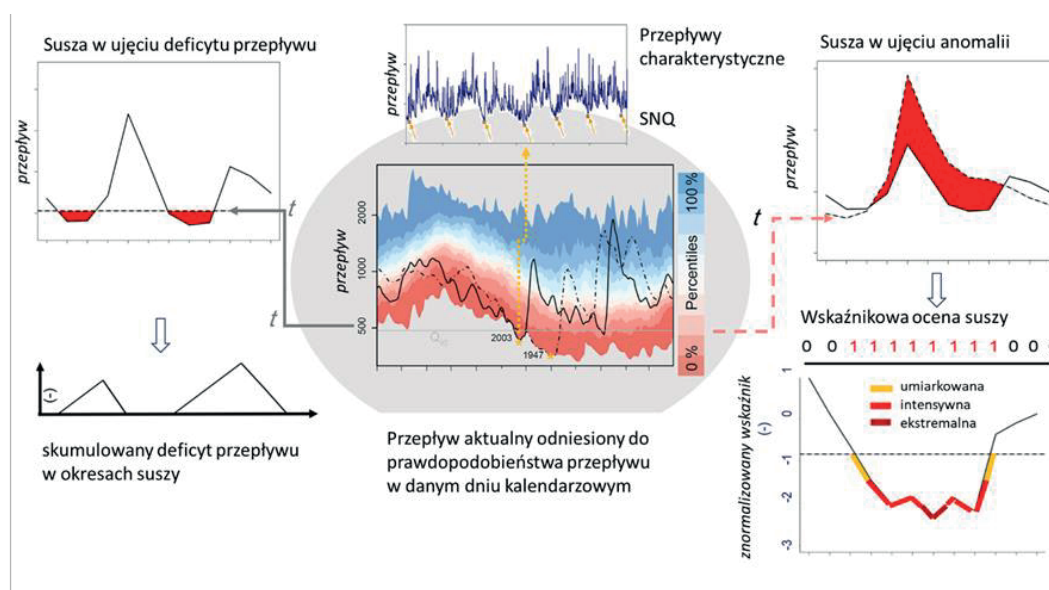 Susza w ujęciu deficytu przepływu
przepływ
t
t
(-)
skumulowany deficyt przepływu
w okresach suszy
przepływ
Przepływy
charakterystyczne
SNQ
przepływ
2000
1000
500
2003
1947
100 %
Percentiles
0 %
Przepływ aktualny odniesiony do
prawdopodobieństwa przepływu
w danym dniu kalendarzowym
Susza w ujęciu anomalii
przepływ
t
Wskaźnikowa ocena suszy
0 0 1 1 1 1 1 1 1 1 0 0 0
znormalizowany wskaźnik
(-)
1
0
-1
-2
-3
umiarkowana
intensywna
ekstremalna